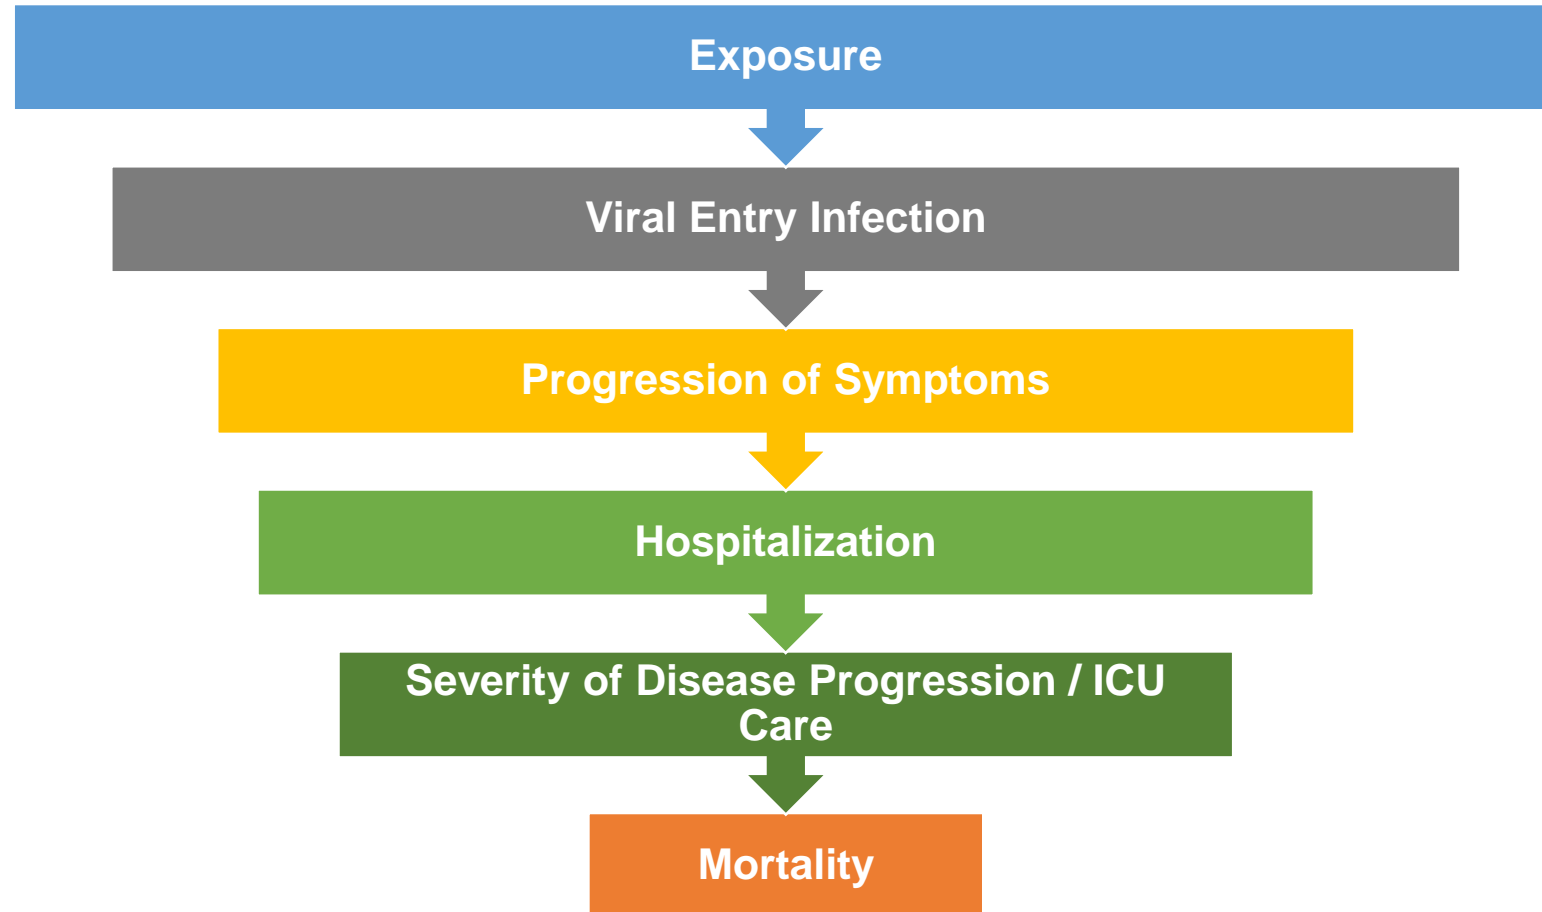 Exposure
Viral Entry Infection
Progression of Symptoms
Hospitalization
Severity of Disease Progression / ICU
Care
Mortality